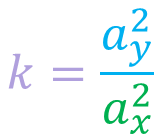 k = a_y^2 / a_x^2